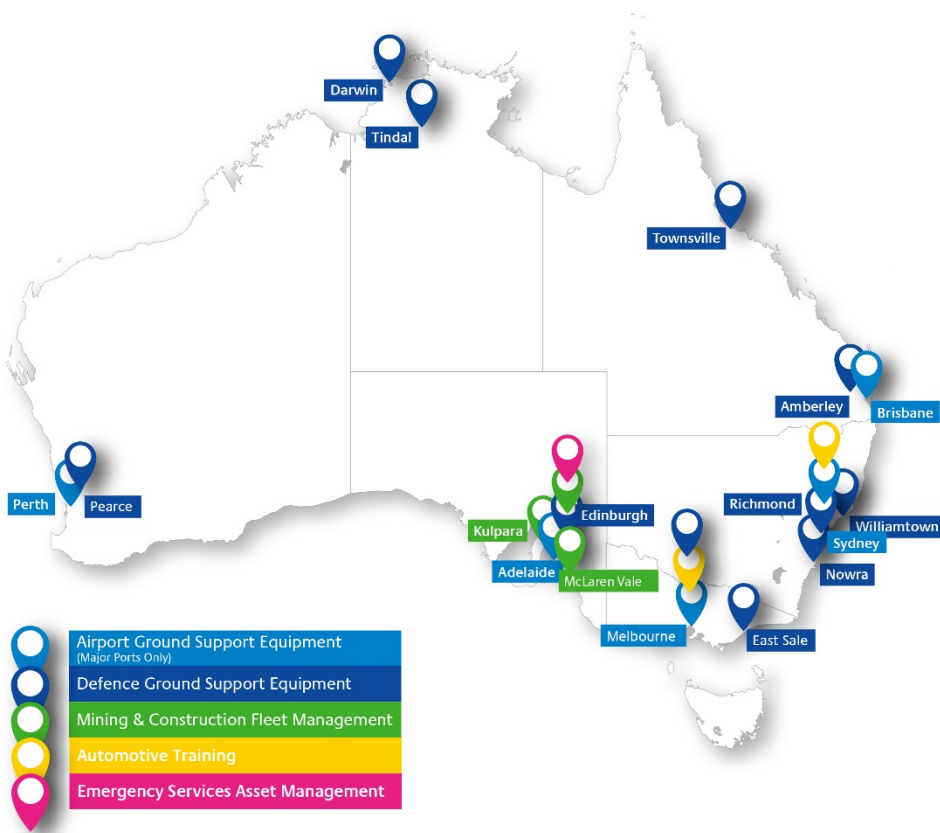 Darwin
Tindal
Townsville
Amberley
Brisbane
Perth
Pearce
Richmond
Williamtown
Sydney
Nowra
Edinburgh
Kulpara
Adelaide
McLaren Vale
Melbourne
East Sale
Airport Ground Support Equipment
(Major Ports Only)
Defence Ground Support Equipment
Mining & Construction Fleet Management
Automotive Training
Emergency Services Asset Management